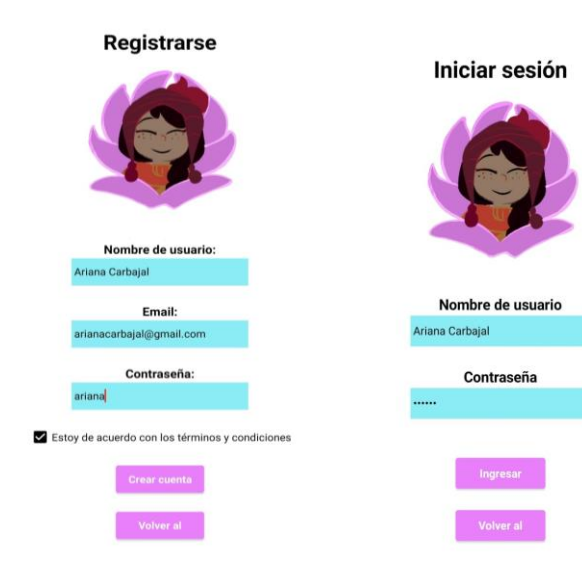 Registrarse
Nombre de usuario:
Ariana Carbajal
Email:
arianacarbajal@gmail.com
Contraseña:
ariana
Estoy de acuerdo con los términos y condiciones
Crear cuenta
Volver al
Iniciar sesión
Nombre de usuario
Ariana Carbajal
Contraseña
······
Ingresar
Volver al